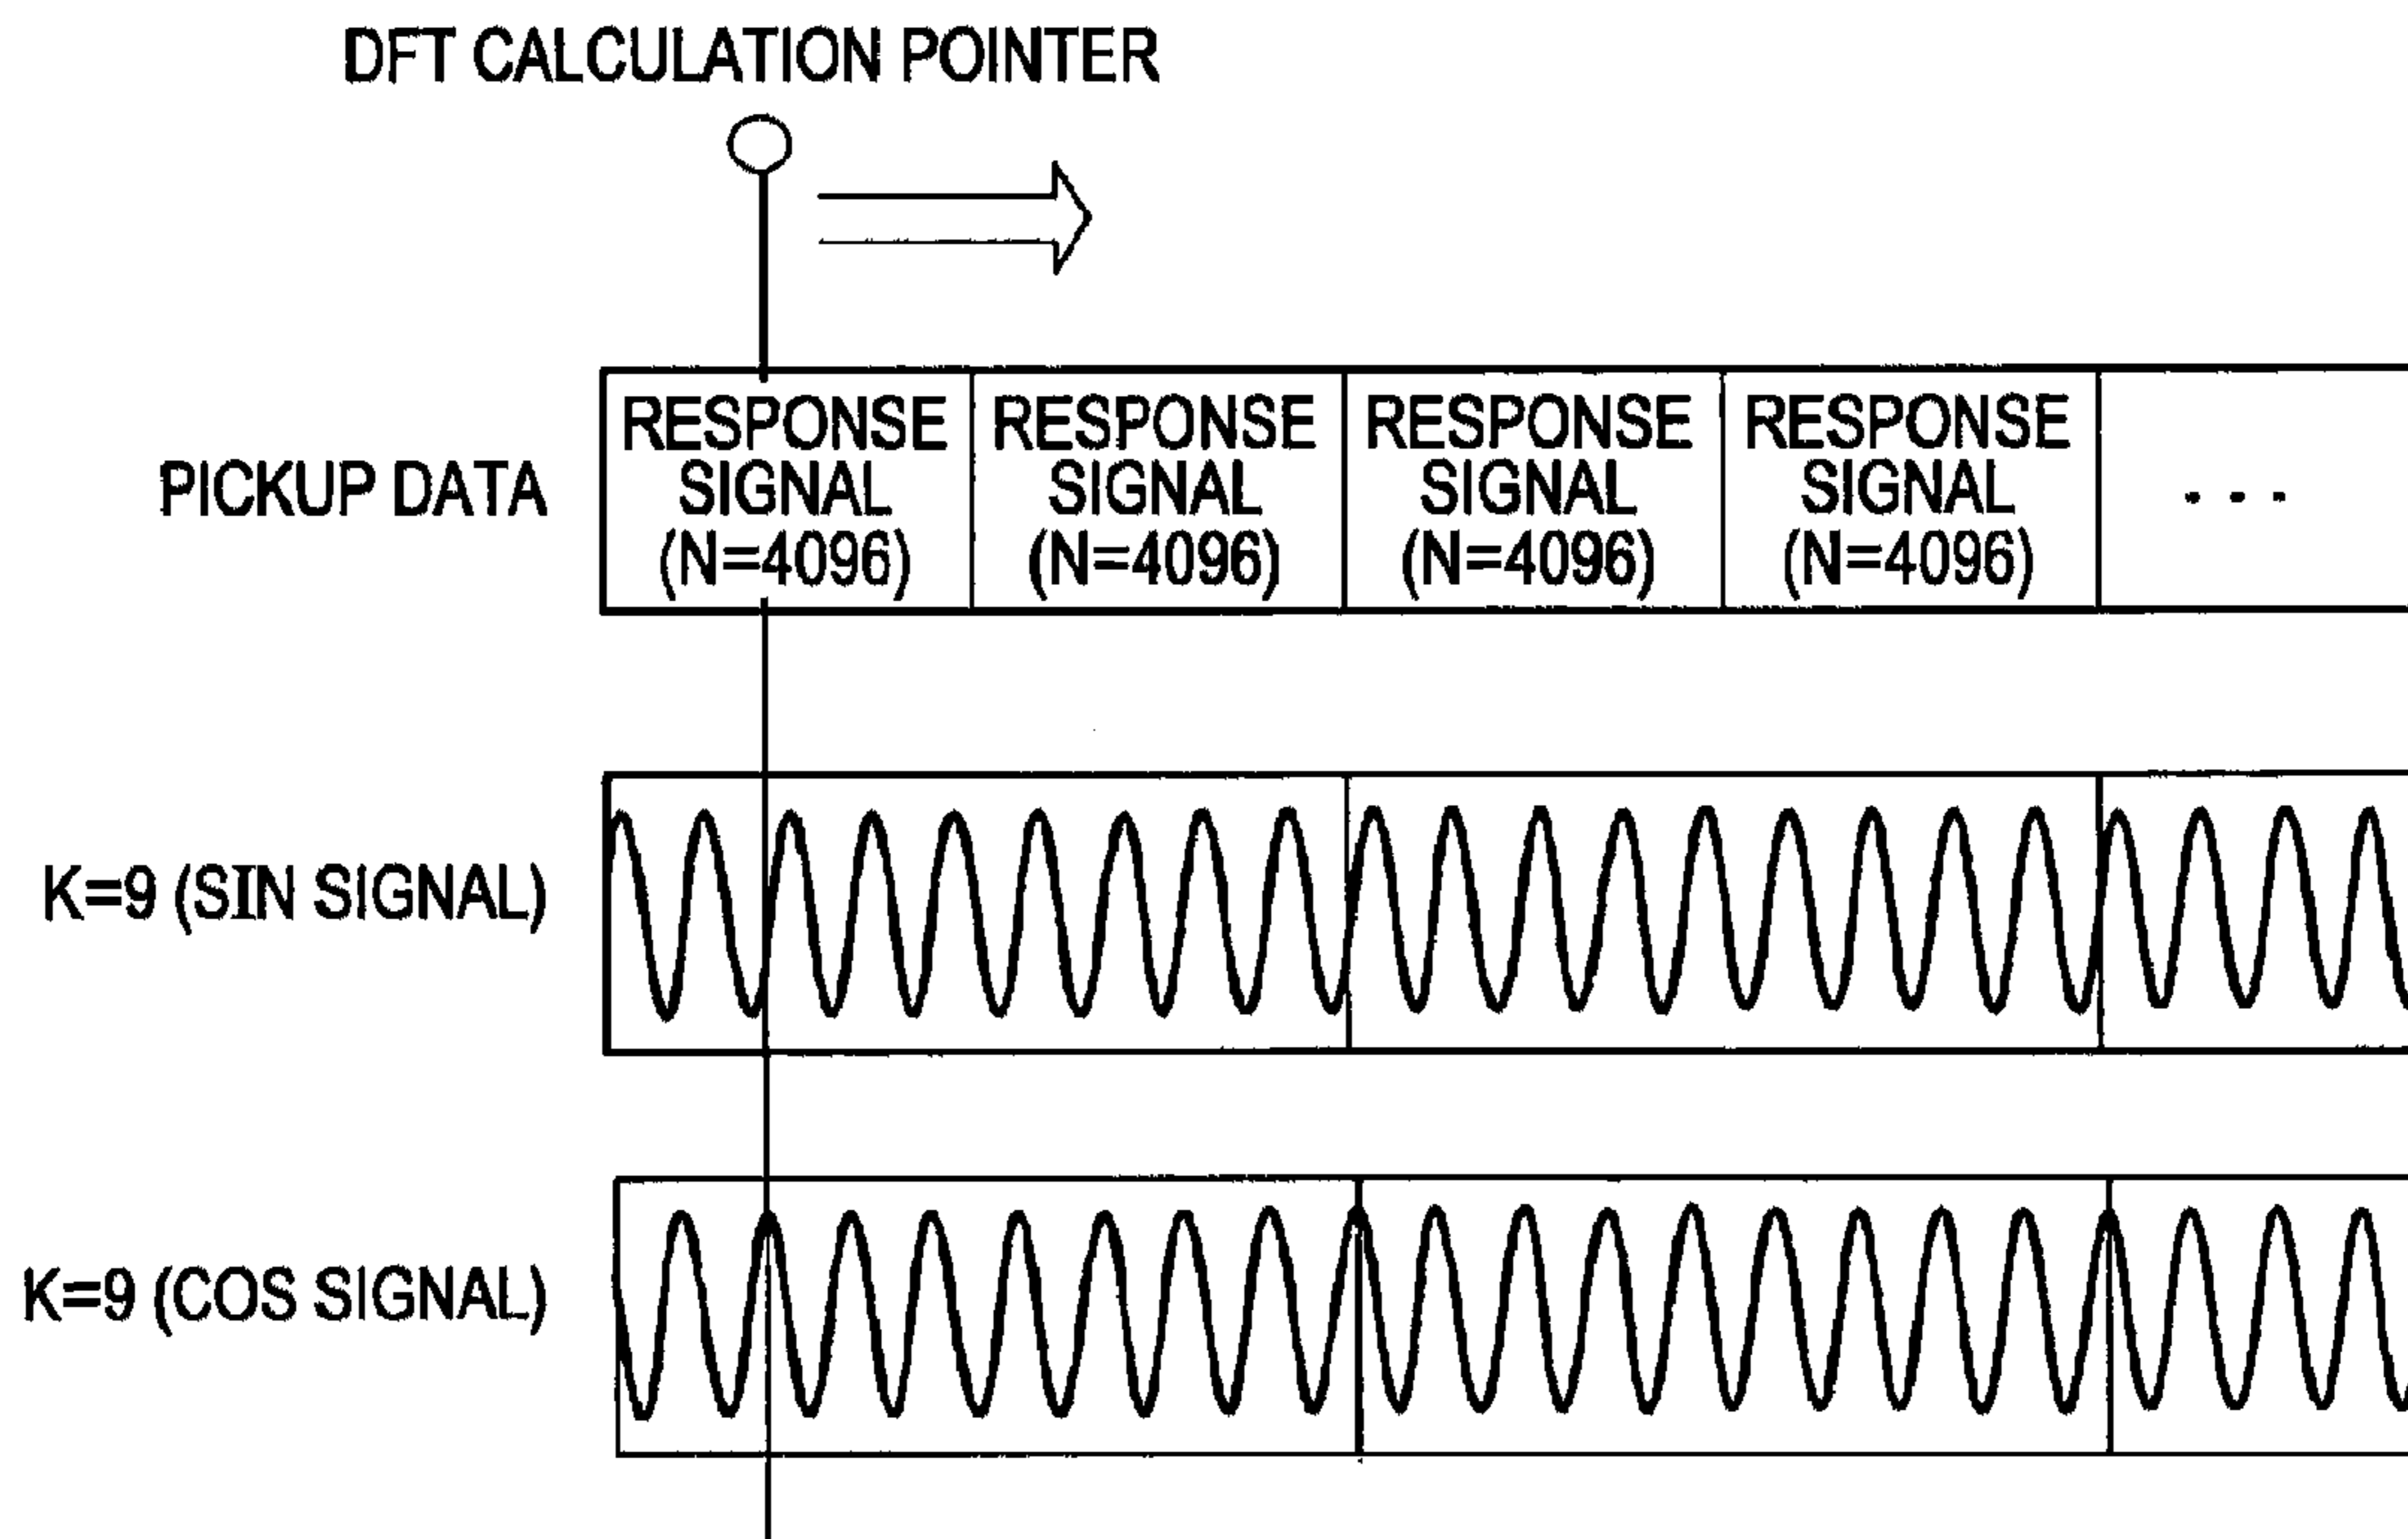 DFT CALCULATION POINTER
PICKUP DATA
RESPONSE
SIGNAL
(N=4096)
RESPONSE
SIGNAL
(N=4096)
RESPONSE
SIGNAL
(N=4096)
RESPONSE
SIGNAL
(N=4096)
...
K=9 (SIN SIGNAL)
K=9 (COS SIGNAL)